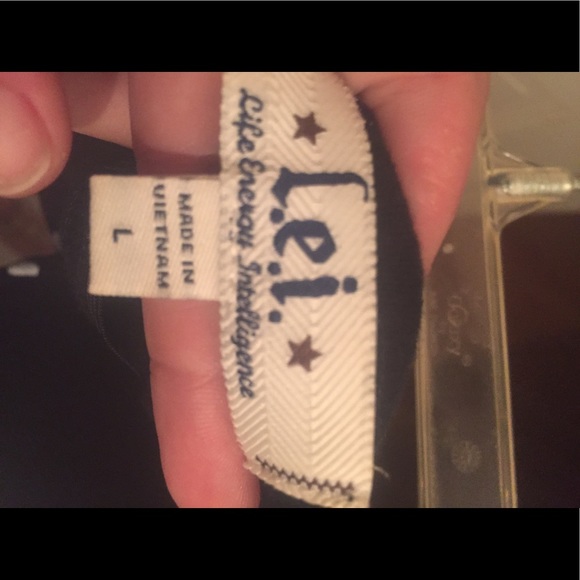 l.e.i.
Life Energy Intelligence
MADE IN
VIETNAM
L